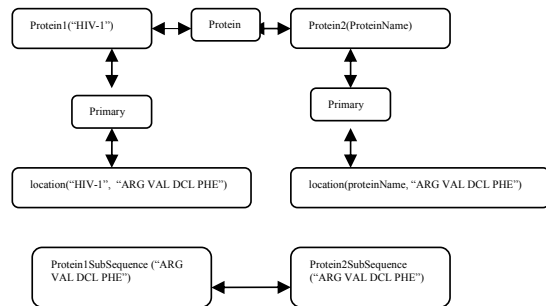 Protein1(“HIV-1”)
Protein
Protein2(ProteinName)
Primary
Primary
location(“HIV-1”, “ARG VAL DCL PHE”)
location(proteinName, “ARG VAL DCL PHE”)
Protein1SubSequence (“ARG
VAL DCL PHE”)
Protein2SubSequence
(“ARG VAL DCL PHE”)